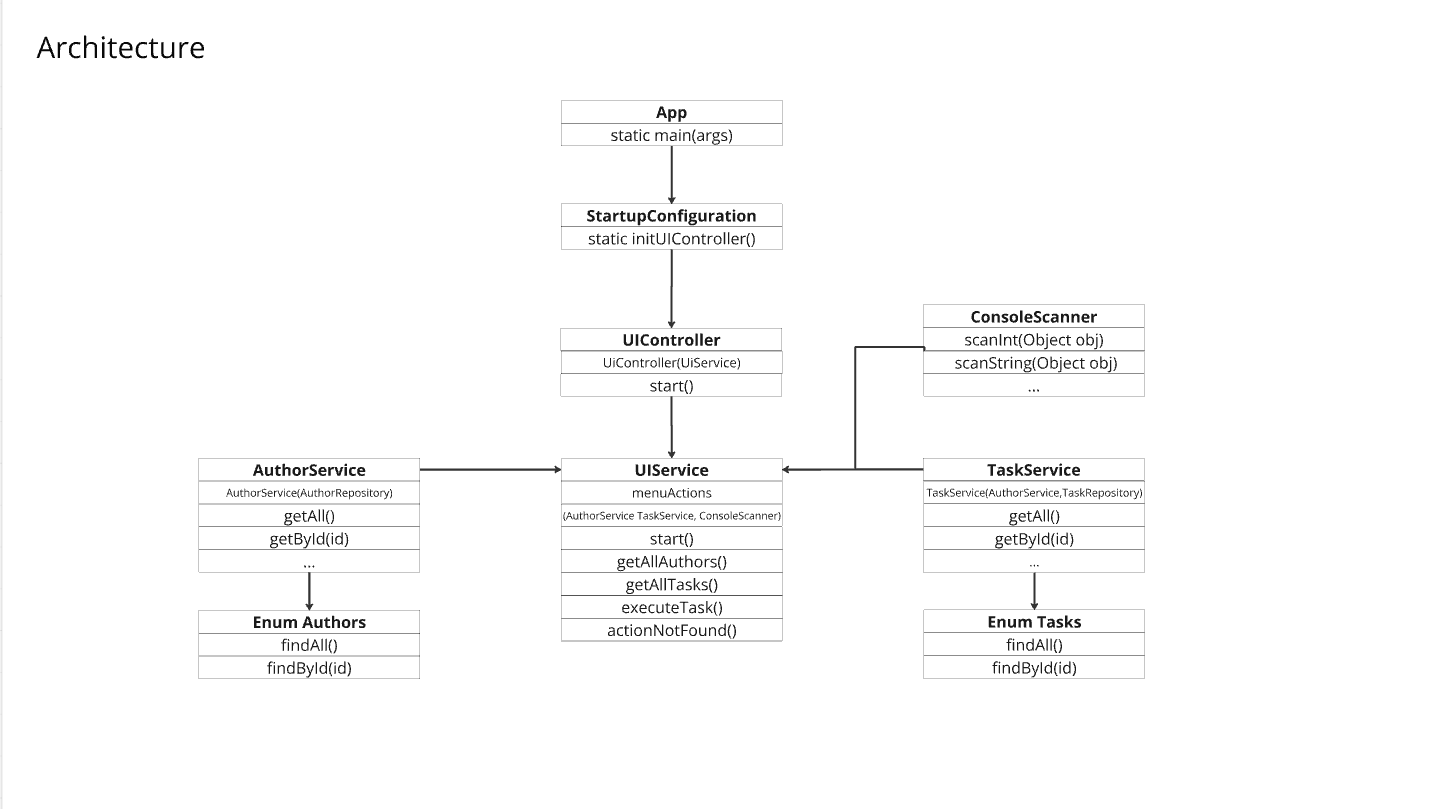 Architecture
App
static main(args)
StartupConfiguration
static initUIController()
UIController
UiController(UiService)
start()
ConsoleScanner
scanInt(Object obj)
scanString(Object obj)
...
AuthorService
AuthorService(AuthorRepository)
getAll()
getById(id)
...
UIService
menuActions
(AuthorService TaskService, ConsoleScanner)
start()
getAllAuthors()
getAllTasks()
executeTask()
actionNotFound()
TaskService
TaskService(AuthorService,TaskRepository)
getAll()
getById(id)
...
Enum Authors
findAll()
findById(id)
Enum Tasks
findAll()
findById(id)